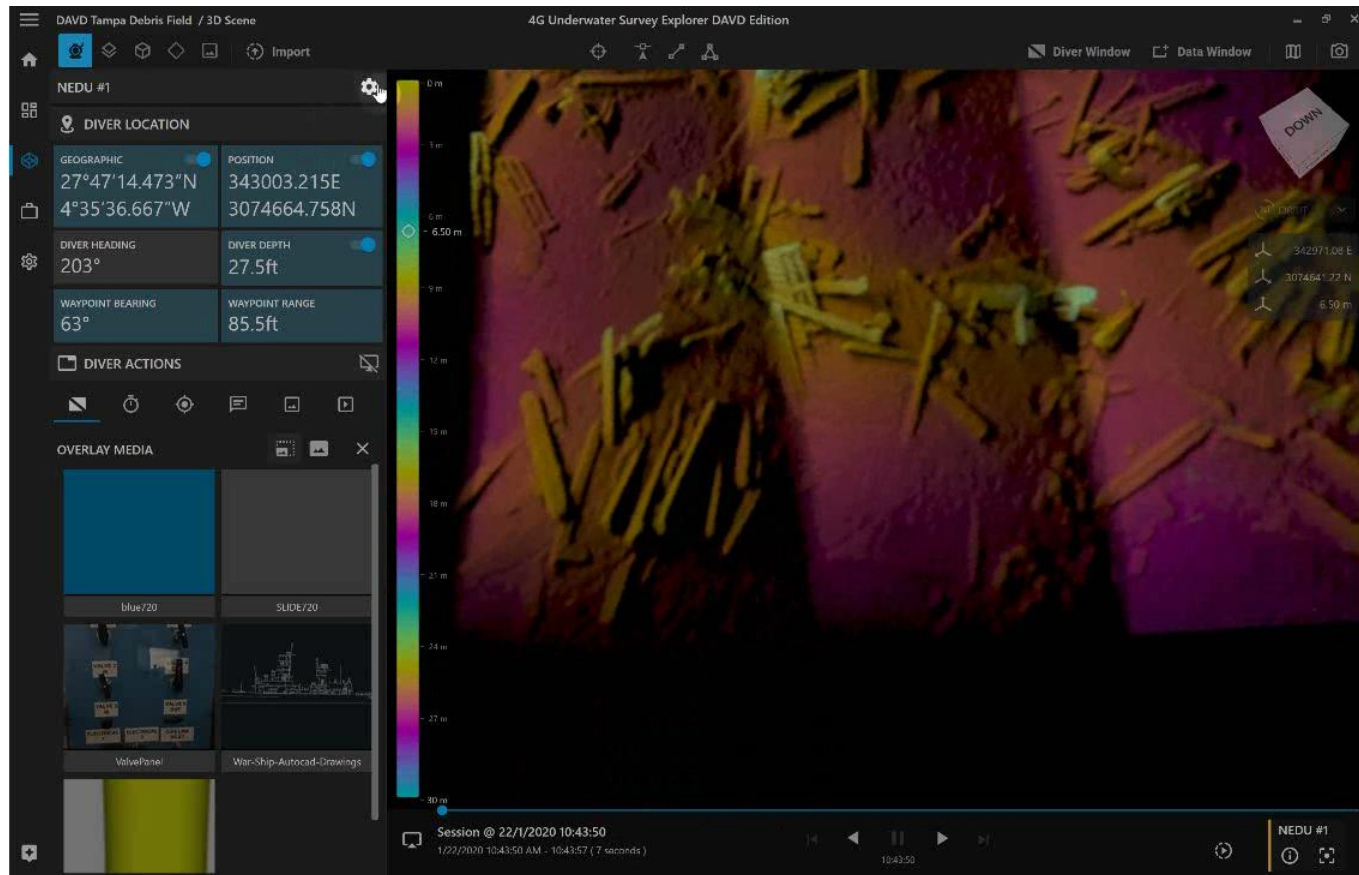 DAVD Tampa Debris Field / 3D Scene
4G Underwater Survey Explorer DAVD Edition
Import
Diver Window
Data Window
NEDU #1
DIVER LOCATION
GEOGRAPHIC
27°47'14.473"N
4°35'36.667"W
POSITION
343003.215E
3074664.758N
DIVER HEADING
203°
DIVER DEPTH
27.5ft
WAYPOINT BEARING
63°
WAYPOINT RANGE
85.5ft
DIVER ACTIONS
OVERLAY MEDIA
blue720
SLIDE720
ValvePanel
War-Ship-Autocad-Drawings
0 m
3 m
6 m
6.50 m
9 m
12 m
15 m
18 m
21 m
24 m
27 m
30 m
DOWN
ORBIT
342971.08 E
3074641.22 N
6.50 m
Session @ 22/1/2020 10:43:50
1/22/2020 10:43:50 AM - 10:43:57 ( 7 seconds )
10:43:50
NEDU #1